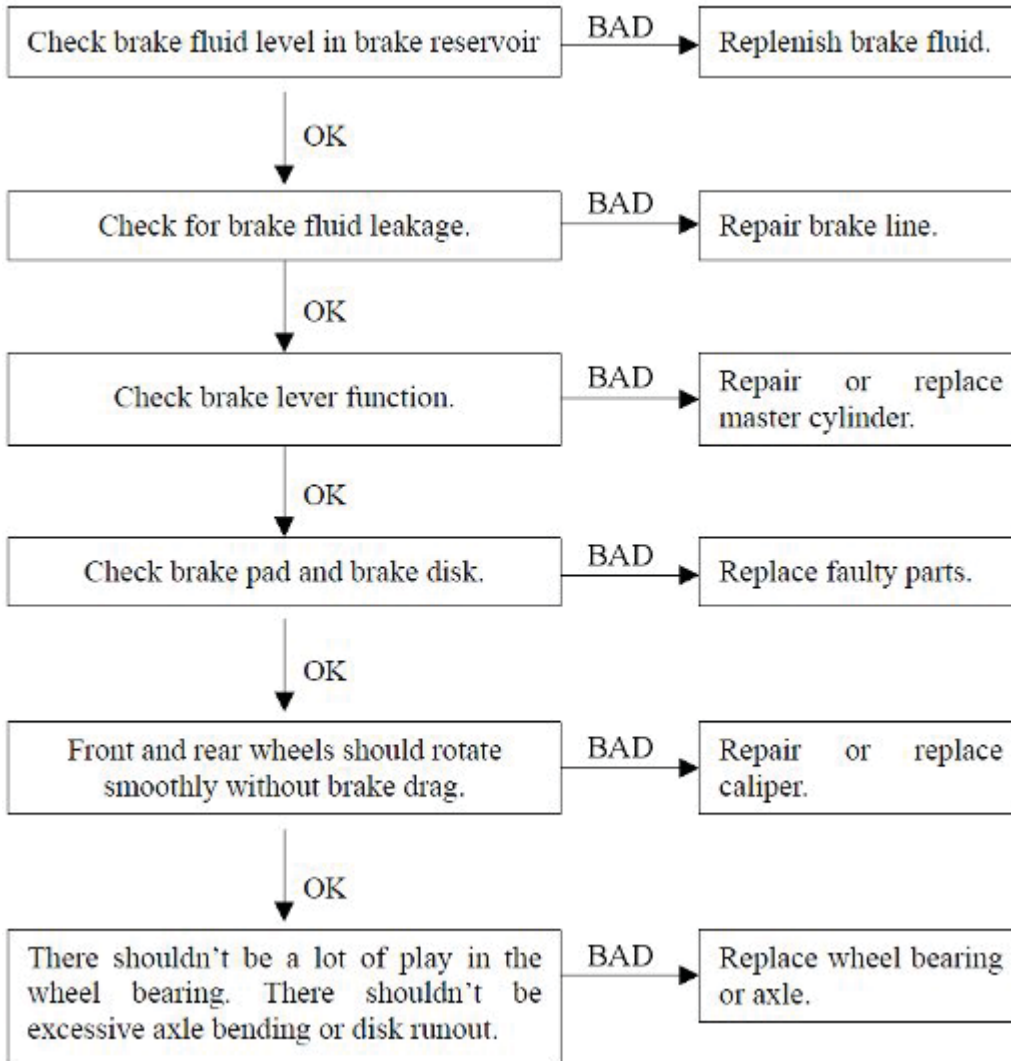 Check brake fluid level in brake reservoir
BAD
Replenish brake fluid.
OK
Check for brake fluid leakage.
BAD
Repair brake line.
OK
Check brake lever function.
BAD
Repair or replace
master cylinder.
OK
Check brake pad and brake disk.
BAD
Replace faulty parts.
OK
Front and rear wheels should rotate
smoothly without brake drag.
BAD
Repair or replace
caliper.
OK
There shouldn’t be a lot of play in the
wheel bearing. There shouldn’t be
excessive axle bending or disk runout.
BAD
Replace wheel bearing
or axle.